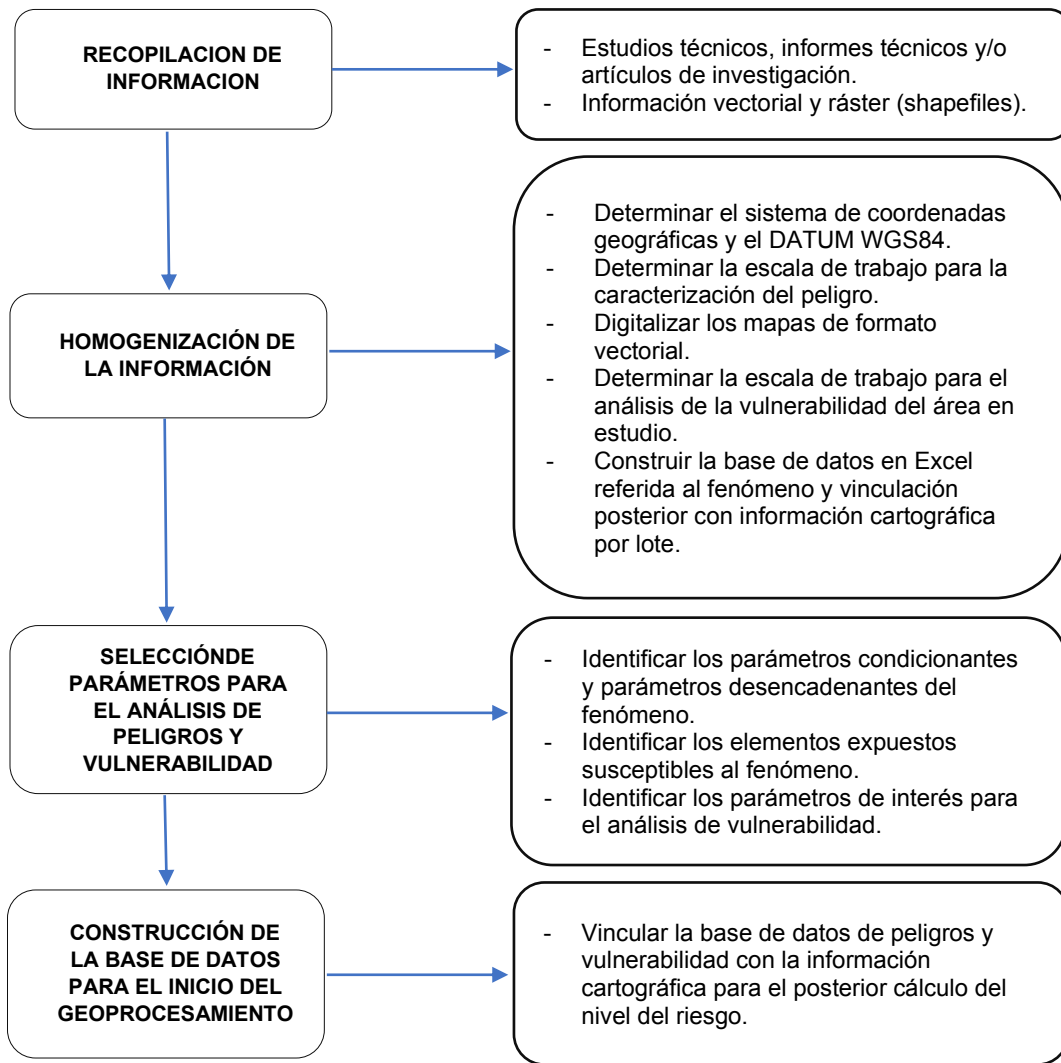 RECOPILACION DE
INFORMACION
- Estudios técnicos, informes técnicos y/o
artículos de investigación.
- Información vectorial y ráster (shapefiles).
HOMOGENIZACIÓN DE
LA INFORMACIÓN
- Determinar el sistema de coordenadas
geográficas y el DATUM WGS84.
- Determinar la escala de trabajo para la
caracterización del peligro.
- Digitalizar los mapas de formato
vectorial.
- Determinar la escala de trabajo para el
análisis de la vulnerabilidad del área en
estudio.
- Construir la base de datos en Excel
referida al fenómeno y vinculación
posterior con información cartográfica
por lote.
SELECCIÓNDE
PARÁMETROS PARA
EL ANÁLISIS DE
PELIGROS Y
VULNERABILIDAD
- Identificar los parámetros condicionantes
y parámetros desencadenantes del
fenómeno.
- Identificar los elementos expuestos
susceptibles al fenómeno.
- Identificar los parámetros de interés para
el análisis de vulnerabilidad.
CONSTRUCCIÓN DE
LA BASE DE DATOS
PARA EL INICIO DEL
GEOPROCESAMIENTO
- Vincular la base de datos de peligros y
vulnerabilidad con la información
cartográfica para el posterior cálculo del
nivel del riesgo.